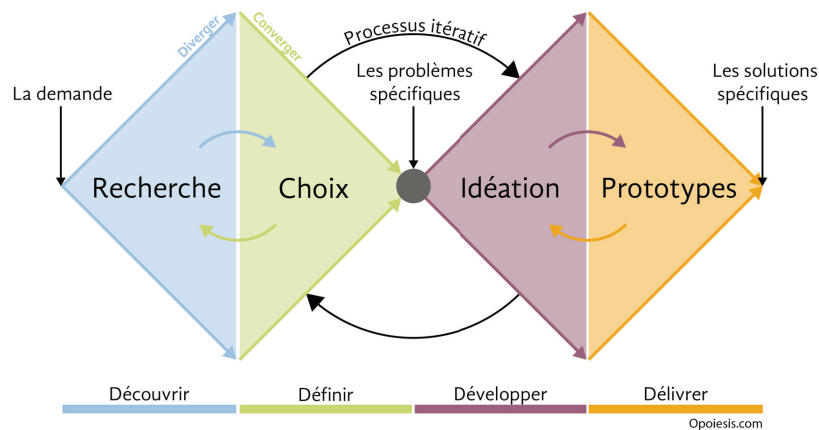 Diverger
Converger
Processus itératif
La demande
Les problèmes
spécifiques
Les solutions
spécifiques
Recherche
Choix
Idéation
Prototypes
Découvrir
Définir
Développer
Délivrer
Opoiesis.com